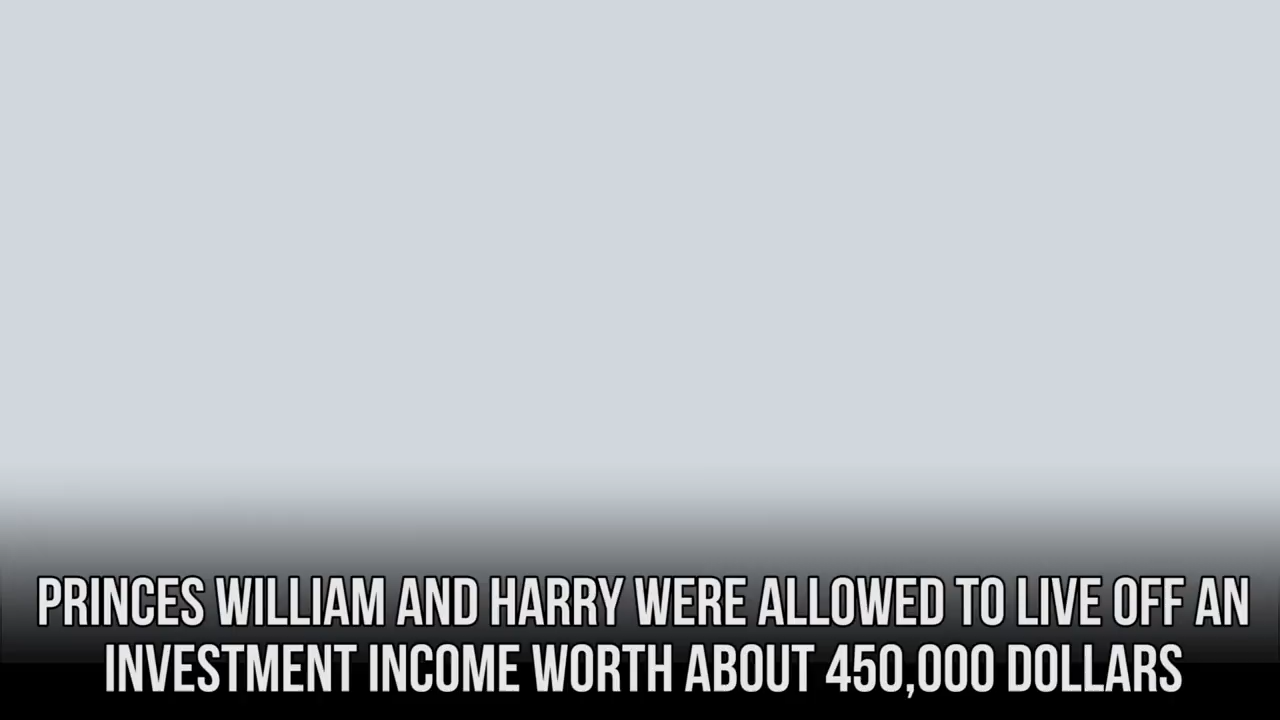 PRINCES WILLIAM AND HARRY WERE ALLOWED TO LIVE OFF AN
INVESTMENT INCOME WORTH ABOUT 450,000 DOLLARS